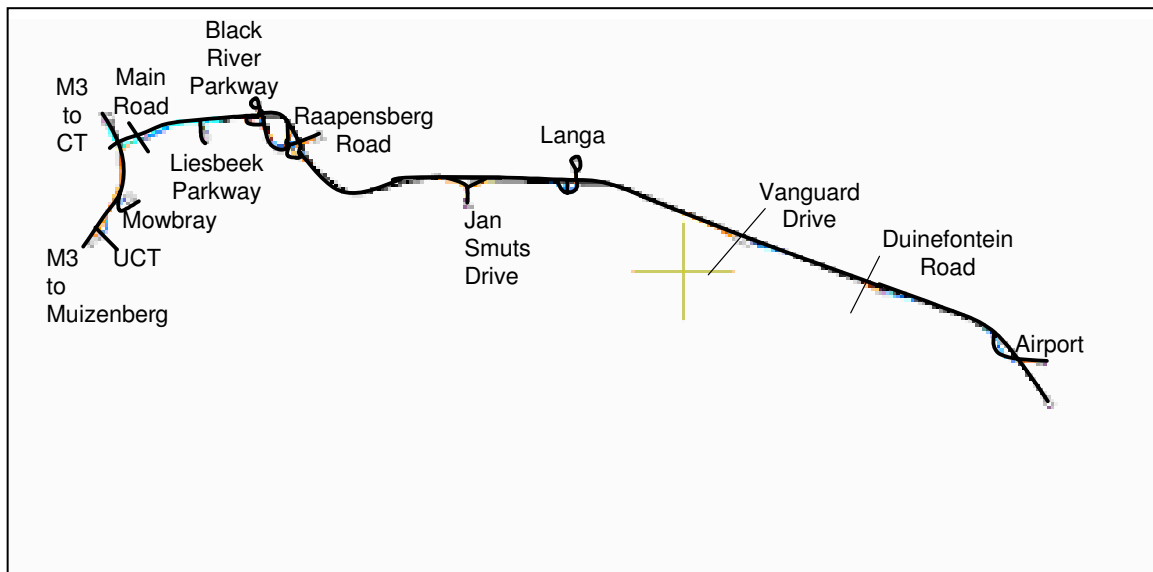 Black
River
Parkway
M3
to
CT
Main
Road
Raapensberg
Road
Liesbeek
Parkway
Langa
Mowbray
UCT
M3
to
Muizenberg
Jan
Smuts
Drive
Vanguard
Drive
Duinefontein
Road
Airport